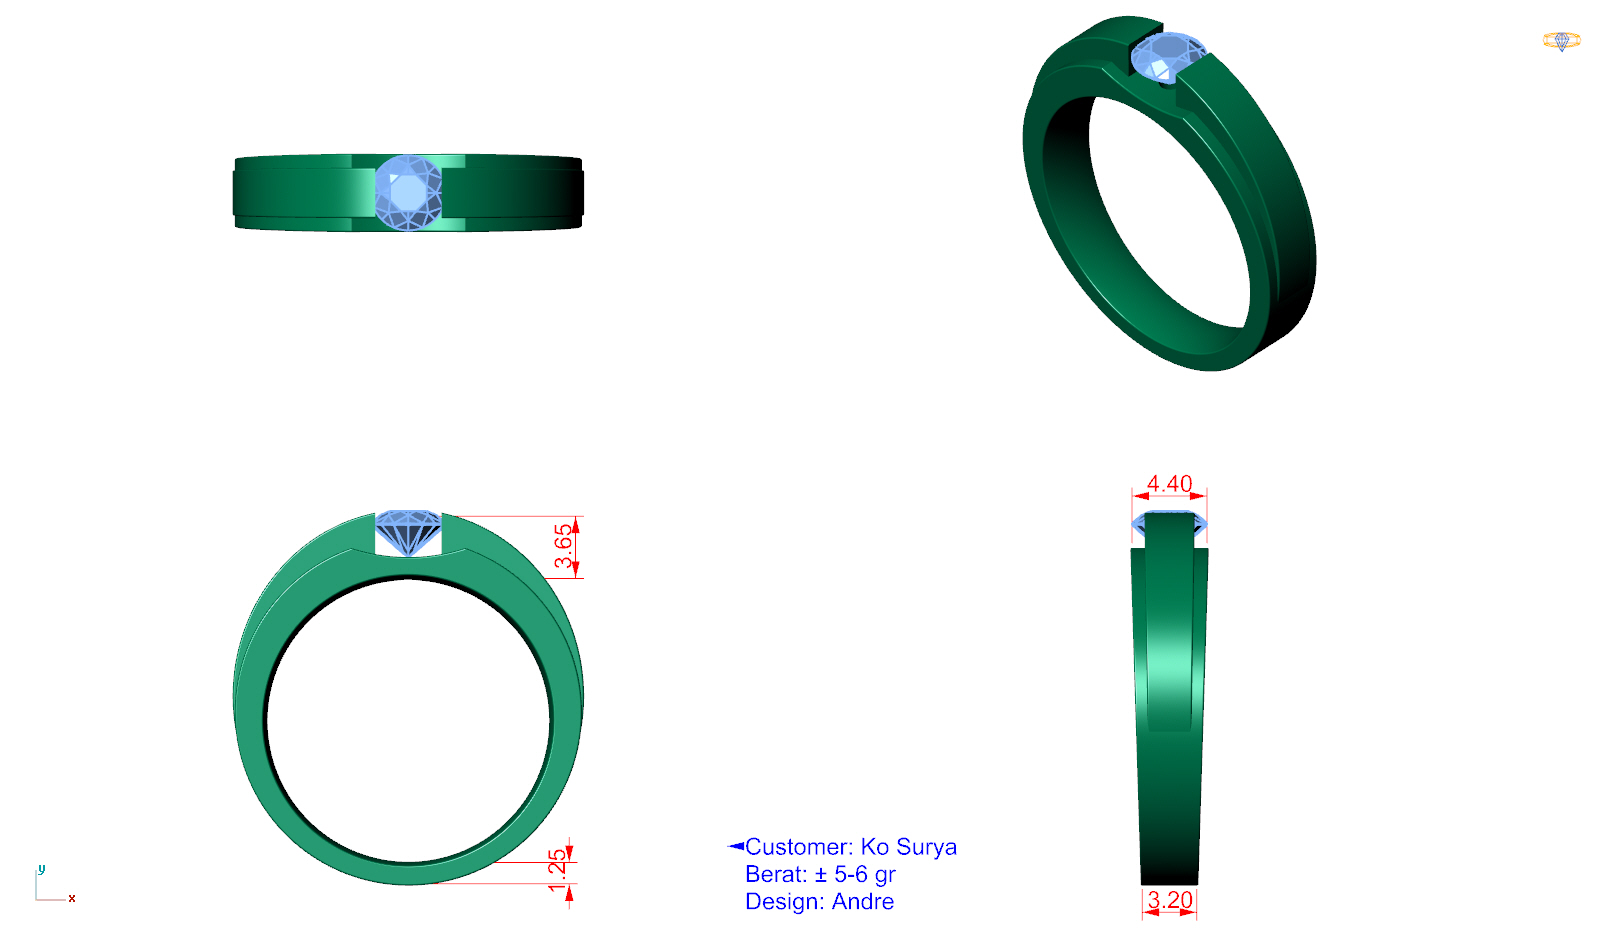 4.40
3.65
1.25
Customer: Ko Surya
Berat: ± 5-6 gr
Design: Andre
3.20
y
x